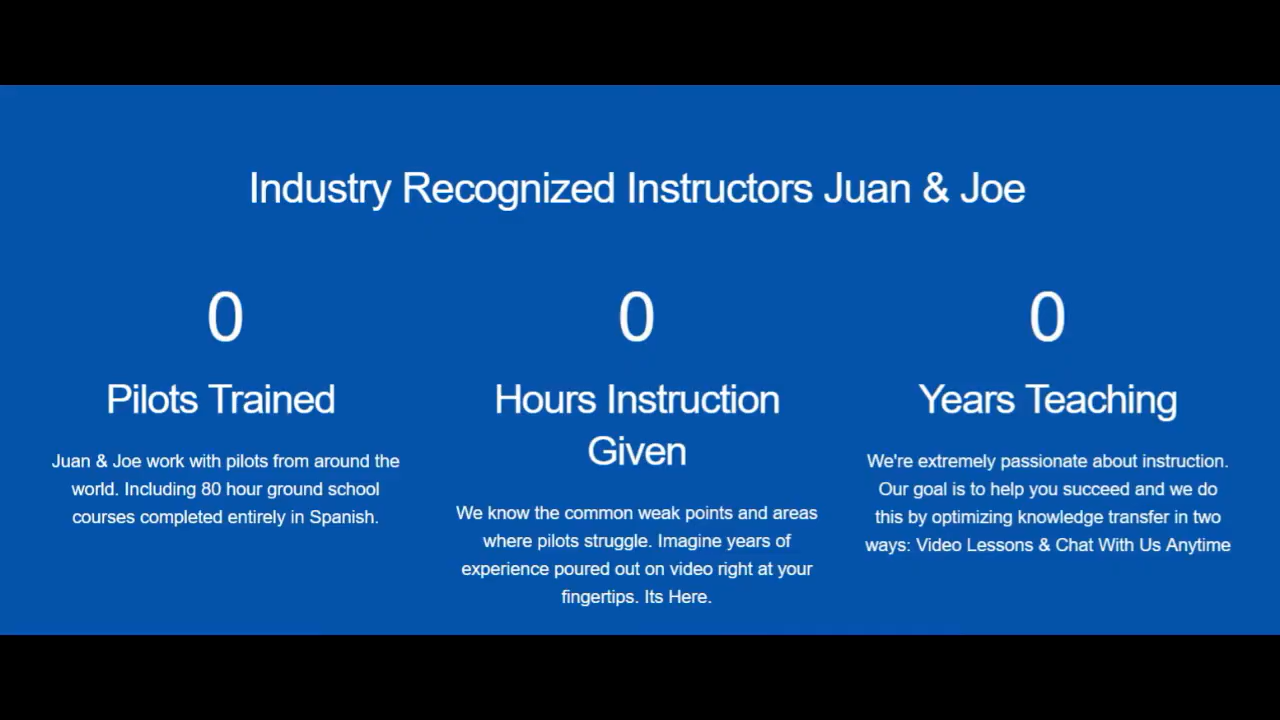 Industry Recognized Instructors Juan & Joe
0
Pilots Trained
Juan & Joe work with pilots from around the
world. Including 80 hour ground school
courses completed entirely in Spanish.
0
Hours Instruction
Given
We know the common weak points and areas
where pilots struggle. Imagine years of
experience poured out on video right at your
fingertips. Its Here.
0
Years Teaching
We're extremely passionate about instruction.
Our goal is to help you succeed and we do
this by optimizing knowledge transfer in two
ways: Video Lessons & Chat With Us Anytime